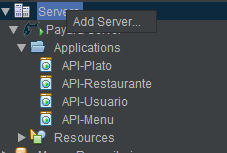 Servers
Add Server...
Applications
API-Plato
API-Restaurante
API-Usuario
API-Menu
Resources